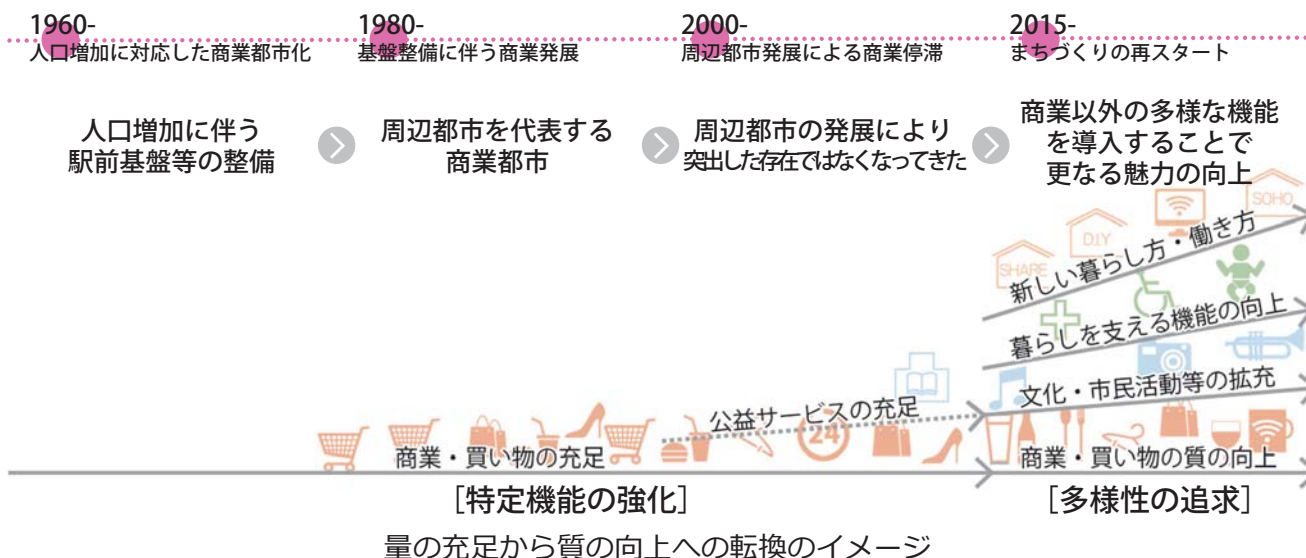 1960-
人口増加に対応した商業都市化
1980-
基盤整備に伴う商業発展
2000-
周辺都市発展による商業停滞
2015-
まちづくりの再スタート
人口増加に伴う
駅前基盤等の整備
周辺都市を代表する
商業都市
周辺都市の発展により
突出した存在ではなくなってきた
商業以外の多様な機能
を導入することで
更なる魅力の向上
SHARE
D.I.Y
SOHO
新しい暮らし方・働き方
暮らしを支える機能の向上
文化・市民活動等の拡充
公益サービスの充足
24
商業・買い物の充足
商業・買い物の質の向上
［特定機能の強化］
［多様性の追求］
量の充足から質の向上への転換のイメージ